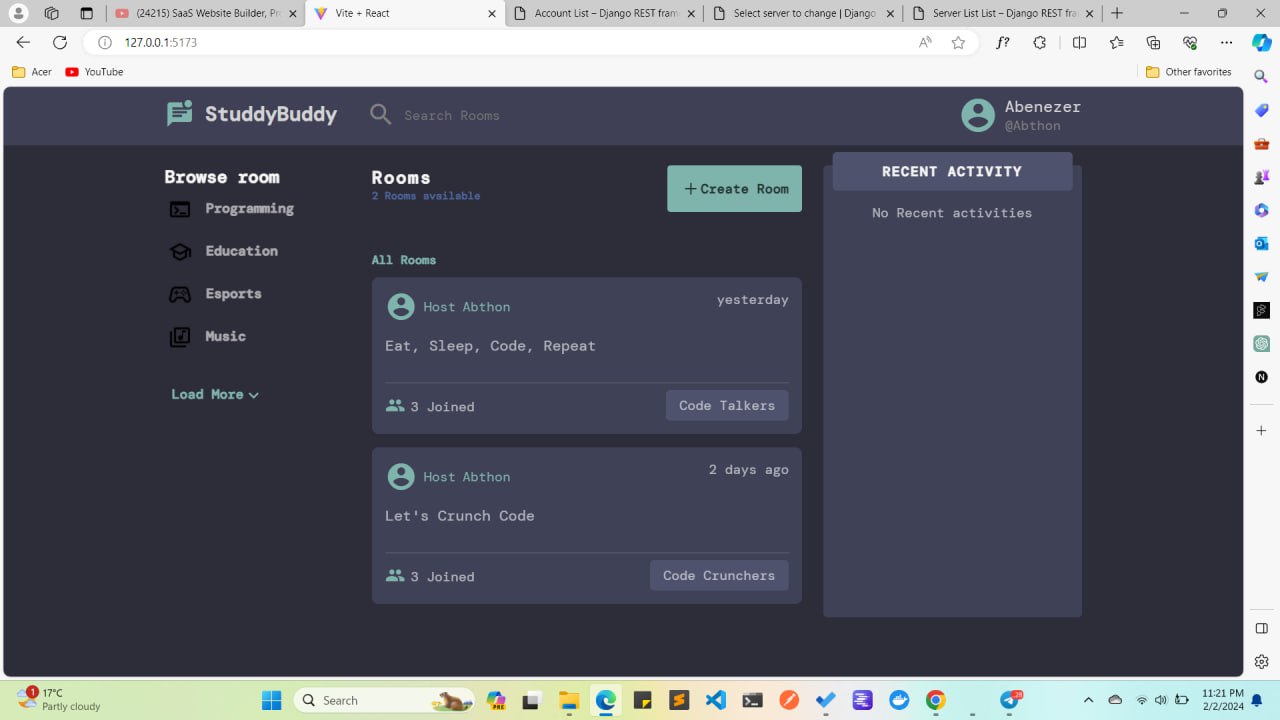 (24215) SaaS Website Builder, Pr
Vite + React
Account List – Django REST fram
Select server to change | Django
Server List List – Django REST fra
127.0.0.1:5173
Acer
YouTube
Other favorites
StuddyBuddy
Search Rooms
Abenezer
@Abthon
Browse room
Programming
Education
Esports
Music
Load More
Rooms
2 Rooms available
+Create Room
All Rooms
Host Abthon
yesterday
Eat, Sleep, Code, Repeat
3 Joined
Code Talkers
Host Abthon
2 days ago
Let's Crunch Code
3 Joined
Code Crunchers
RECENT ACTIVITY
No Recent activities
1
17°C
Partly cloudy
Search
PRE
11:21 PM
2/2/2024